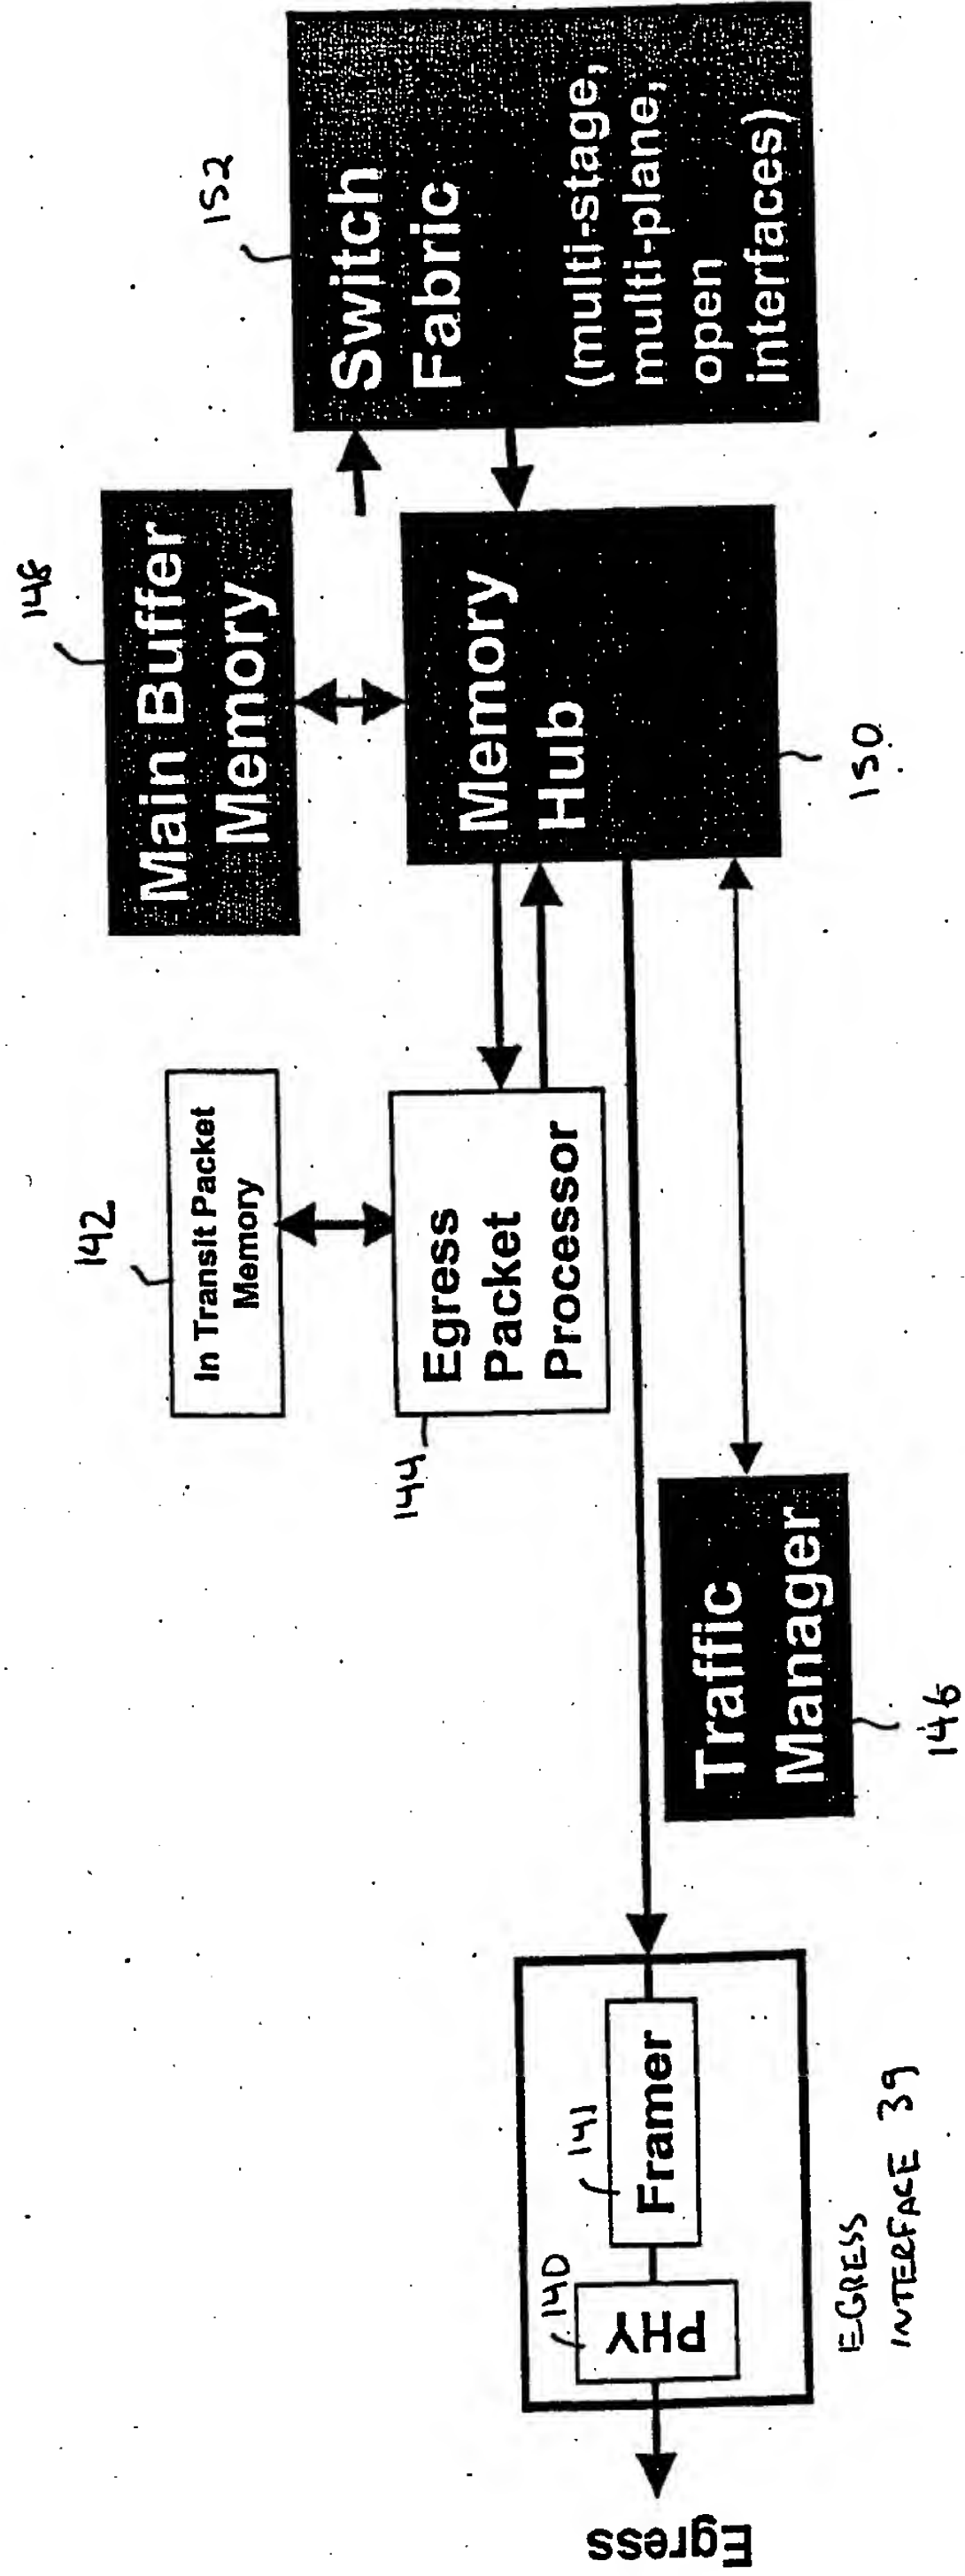 152
Switch
Fabric
(multi-stage,
multi-plane,
open
interfaces)
148
Main Buffer
Memory
Memory
Hub
150
142
In Transit Packet
Memory
Egress
Packet
Processor
144
Traffic
Manager
146
141
Framer
140
PHY
EGRESS
INTERFACE 39
Egress